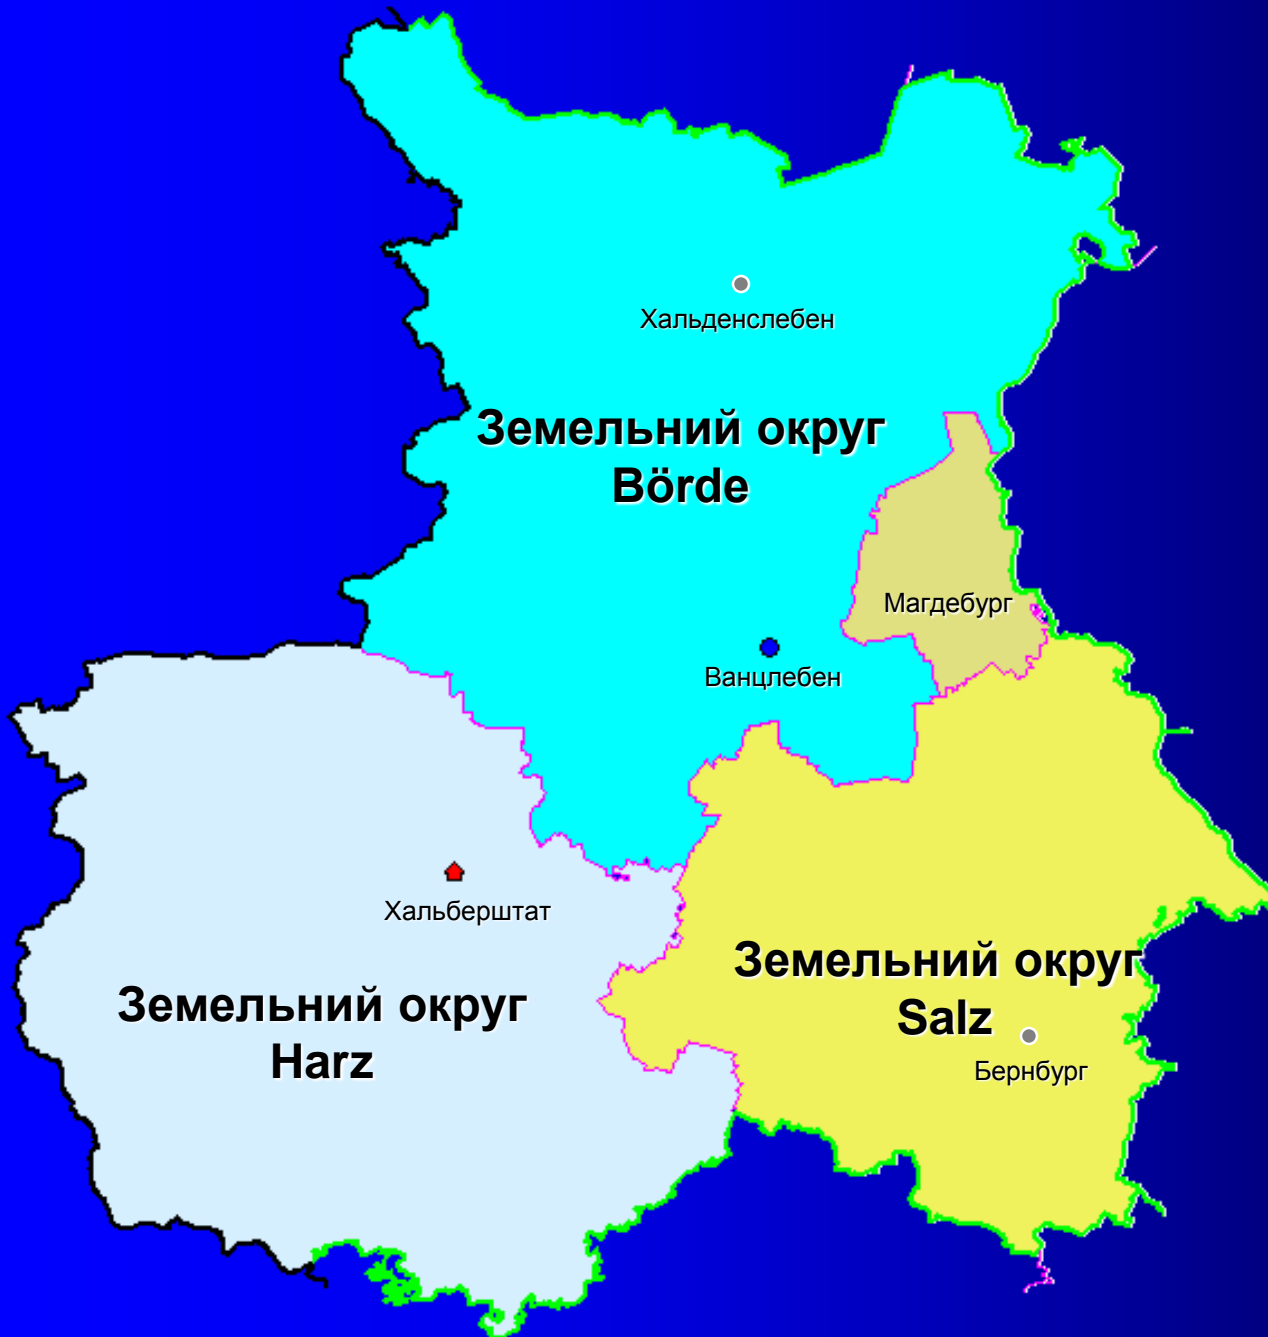 Хальденслебен
Земельний округ
Börde
Магдебург
Ванцлебен
Хальберштат
Земельний округ
Salz
Земельний округ
Harz
Бернбург